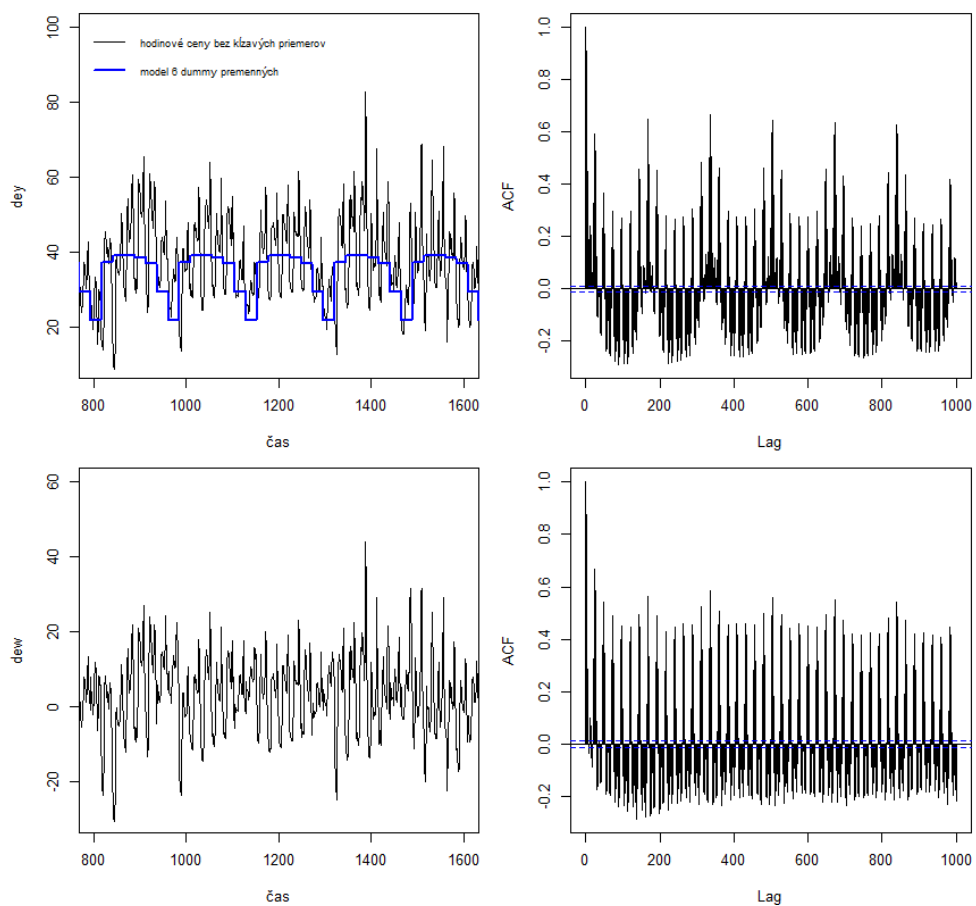 hodinové ceny bez kĺzavých priemerov
model 6 dummy premenných
dey
20 40 60 80 100
800 1000 1200 1400 1600
čas
ACF
-0.2 0.0 0.2 0.4 0.6 0.8 1.0
0 200 400 600 800 1000
Lag
dew
20 0 20 40 60
800 1000 1200 1400 1600
čas
ACF
-0.2 0.0 0.2 0.4 0.6 0.8 1.0
0 200 400 600 800 1000
Lag